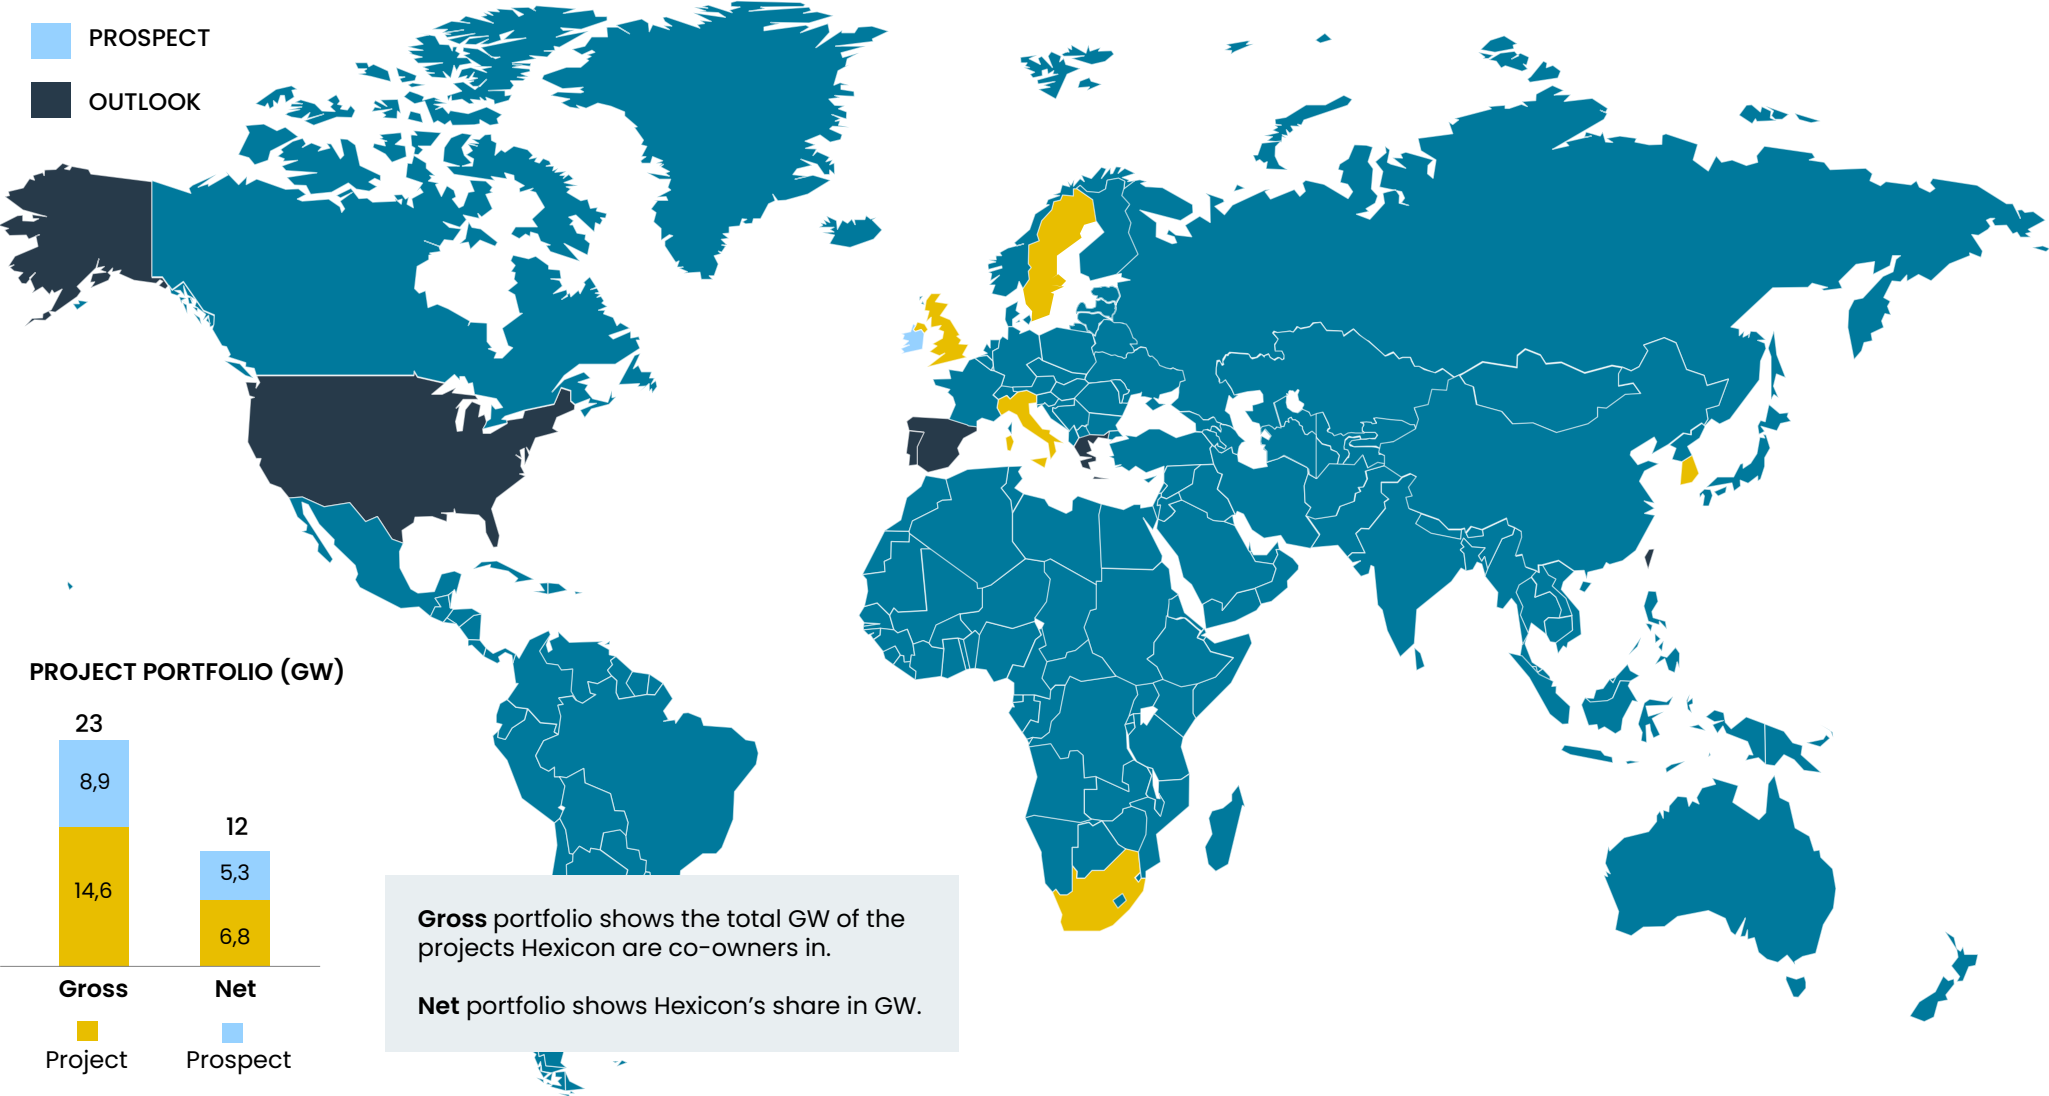 PROSPECT
OUTLOOK
PROJECT PORTFOLIO (GW)
23
8,9
14,6
12
5,3
6,8
Gross
Net
Project
Prospect
Gross portfolio shows the total GW of the
projects Hexicon are co-owners in.
Net portfolio shows Hexicon’s share in GW.